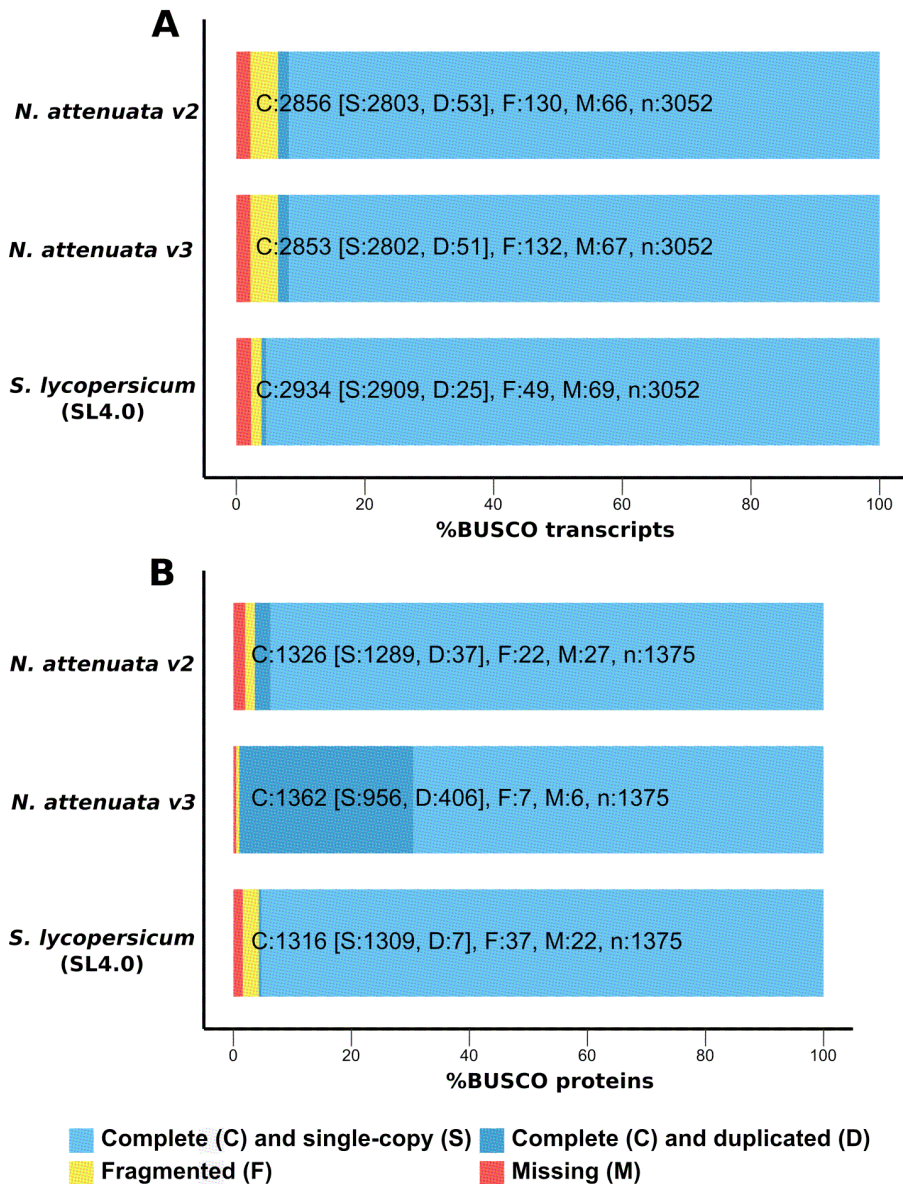 A
N. attenuata v2
C:2856 [S:2803, D:53], F:130, M:66, n:3052
N. attenuata v3
C:2853 [S:2802, D:51], F:132, M:67, n:3052
S. lycopersicum
(SL4.0)
C:2934 [S:2909, D:25], F:49, M:69, n:3052
0 20 40 60 80 100
%BUSCO transcripts
B
N. attenuata v2
C:1326 [S:1289, D:37], F:22, M:27, n:1375
N. attenuata v3
C:1362 [S:956, D:406], F:7, M:6, n:1375
S. lycopersicum
(SL4.0)
C:1316 [S:1309, D:7], F:37, M:22, n:1375
0 20 40 60 80 100
%BUSCO proteins
Complete (C) and single-copy (S) Complete (C) and duplicated (D)
Fragmented (F) Missing (M)